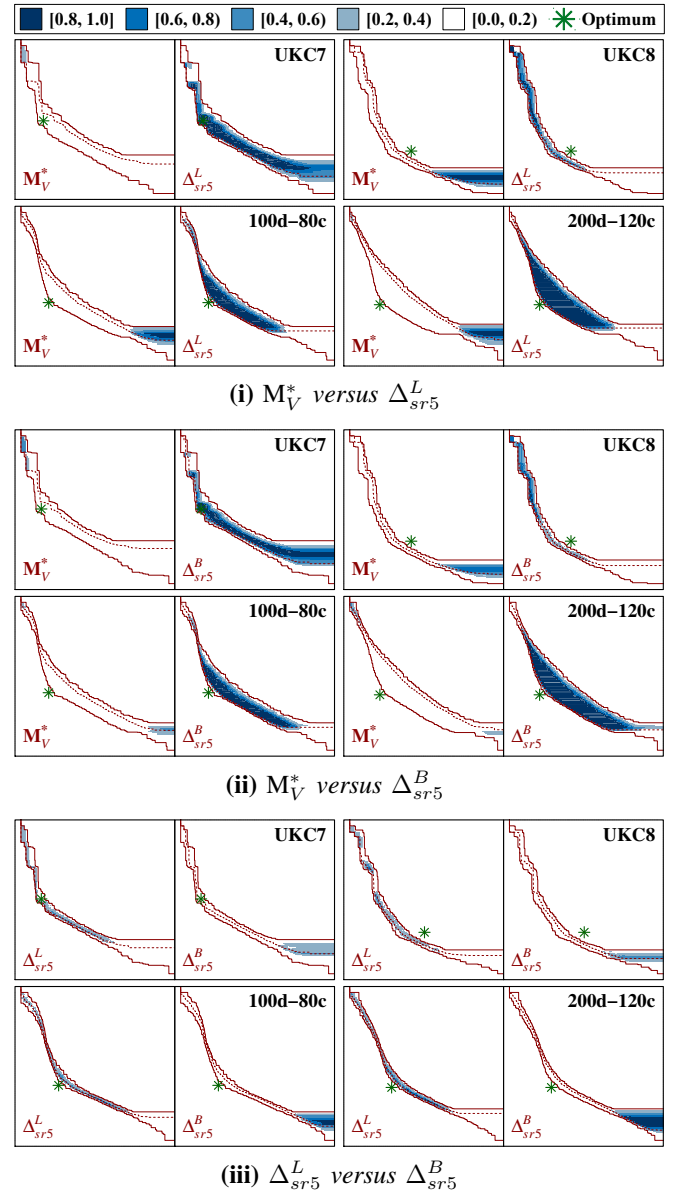 [0.8, 1.0] [0.6, 0.8) [0.4, 0.6) [0.2, 0.4) [0.0, 0.2) Optimum
UKC7 UKC8
M*V ΔLsr5 M*V ΔLsr5
100d−80c 200d−120c
M*V ΔLsr5 M*V ΔLsr5
(i) M*V versus ΔLsr5
UKC7 UKC8
M*V ΔBsr5 M*V ΔBsr5
100d−80c 200d−120c
M*V ΔBsr5 M*V ΔBsr5
(ii) M*V versus ΔBsr5
UKC7 UKC8
ΔLsr5 ΔBsr5 ΔLsr5 ΔBsr5
100d−80c 200d−120c
ΔLsr5 ΔBsr5 ΔLsr5 ΔBsr5
(iii) ΔLsr5 versus ΔBsr5